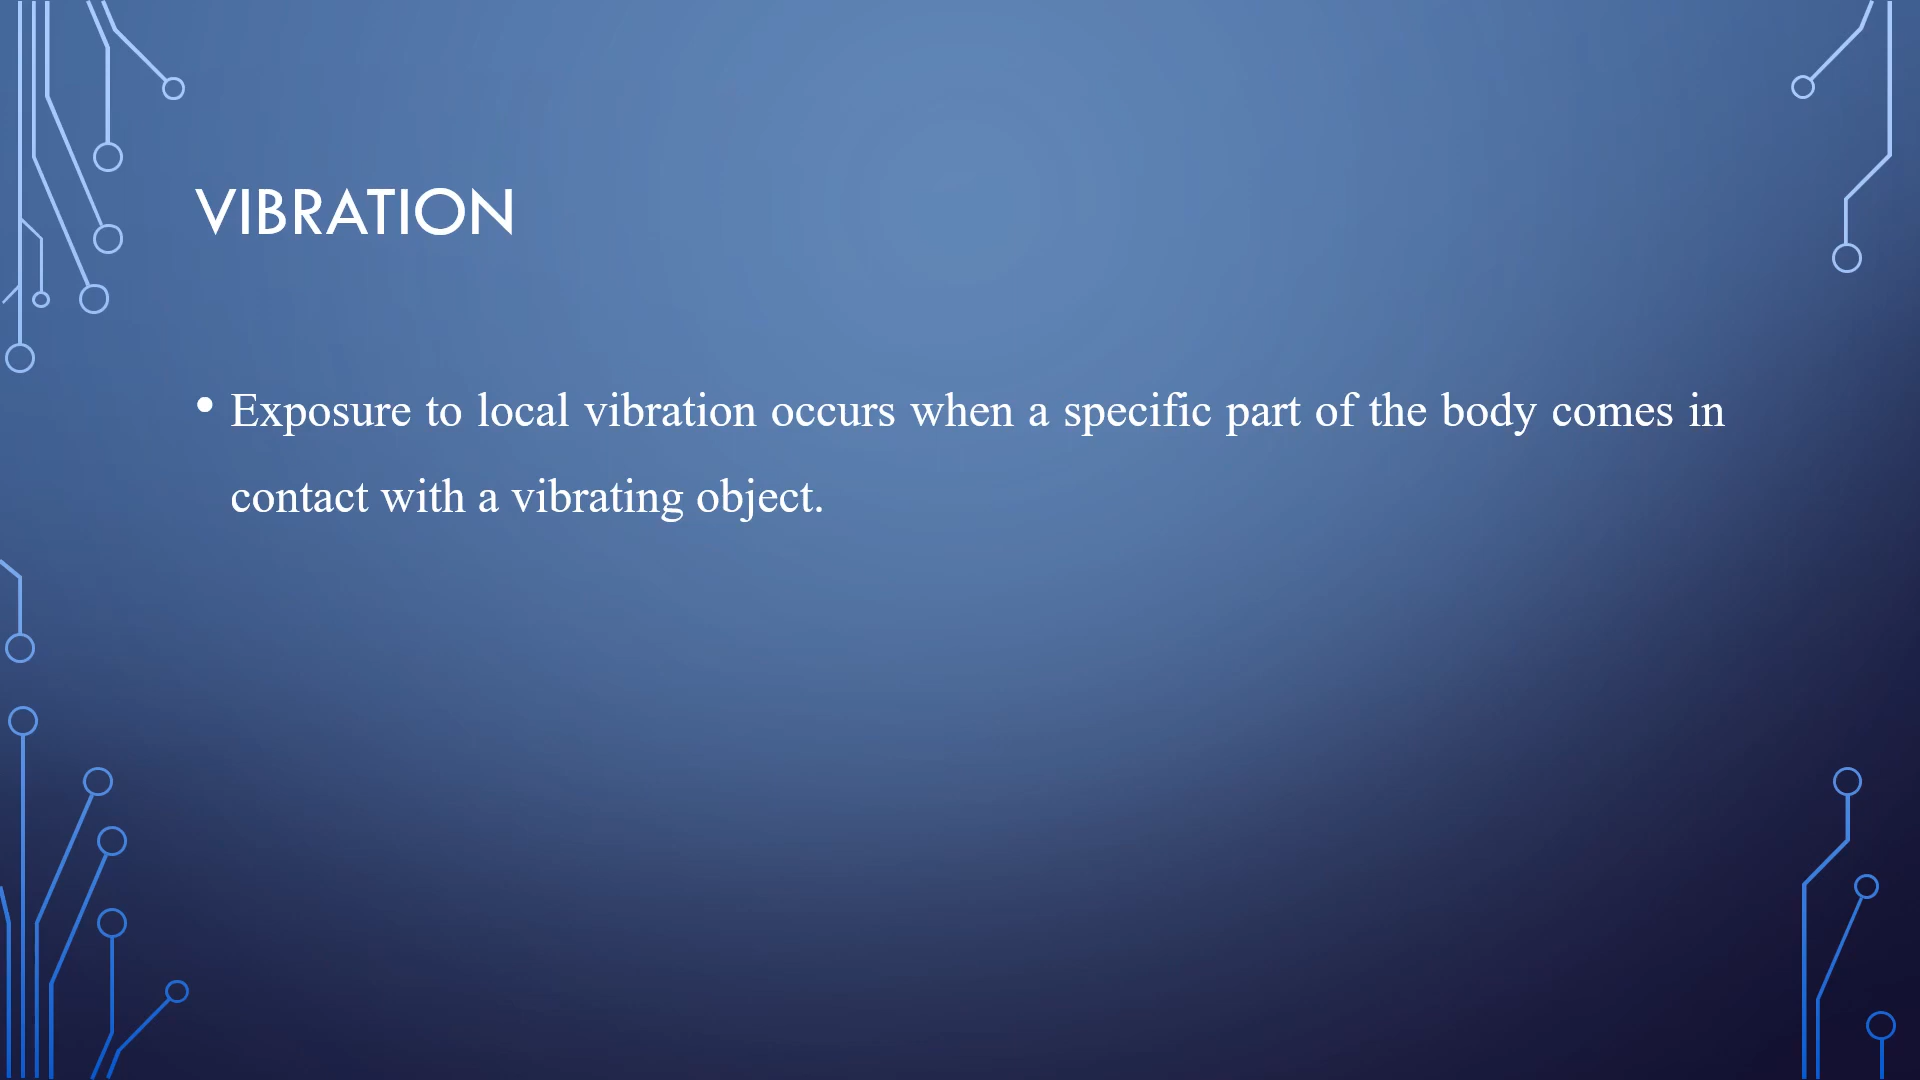 VIBRATION
• Exposure to local vibration occurs when a specific part of the body comes in
contact with a vibrating object.